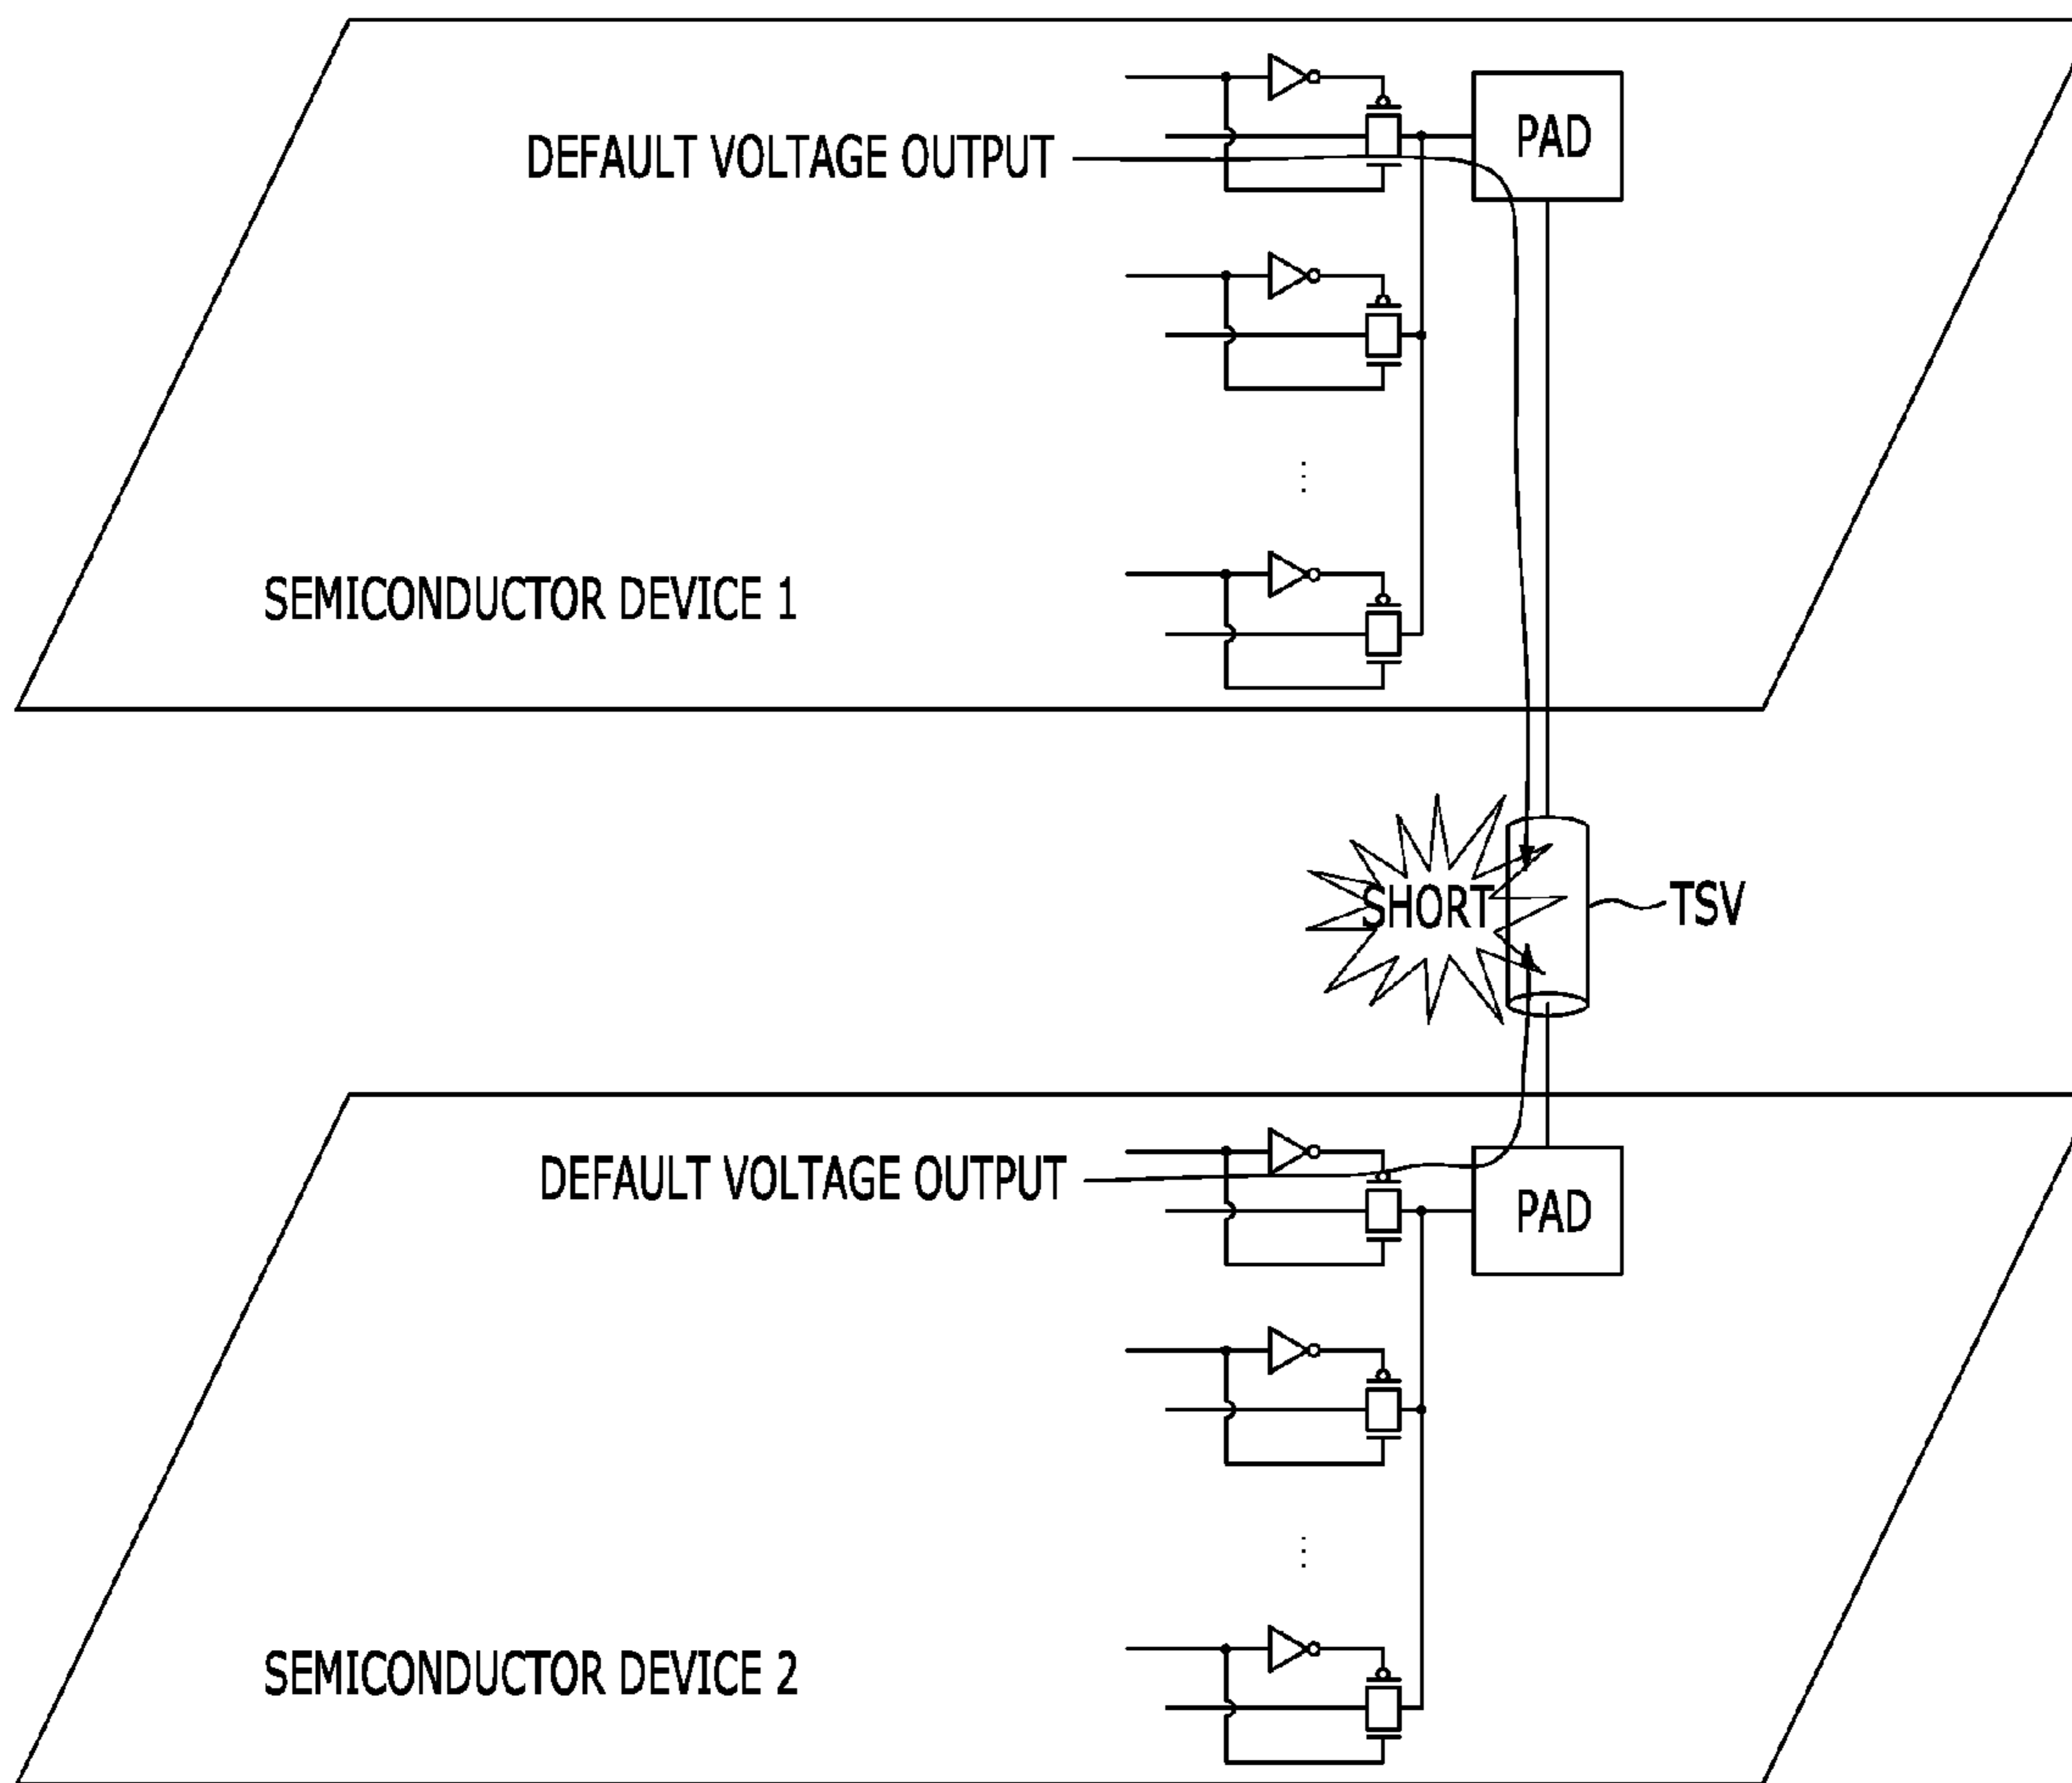 PAD
DEFAULT VOLTAGE OUTPUT
SEMICONDUCTOR DEVICE 1
SHORT
TSV
DEFAULT VOLTAGE OUTPUT
PAD
SEMICONDUCTOR DEVICE 2